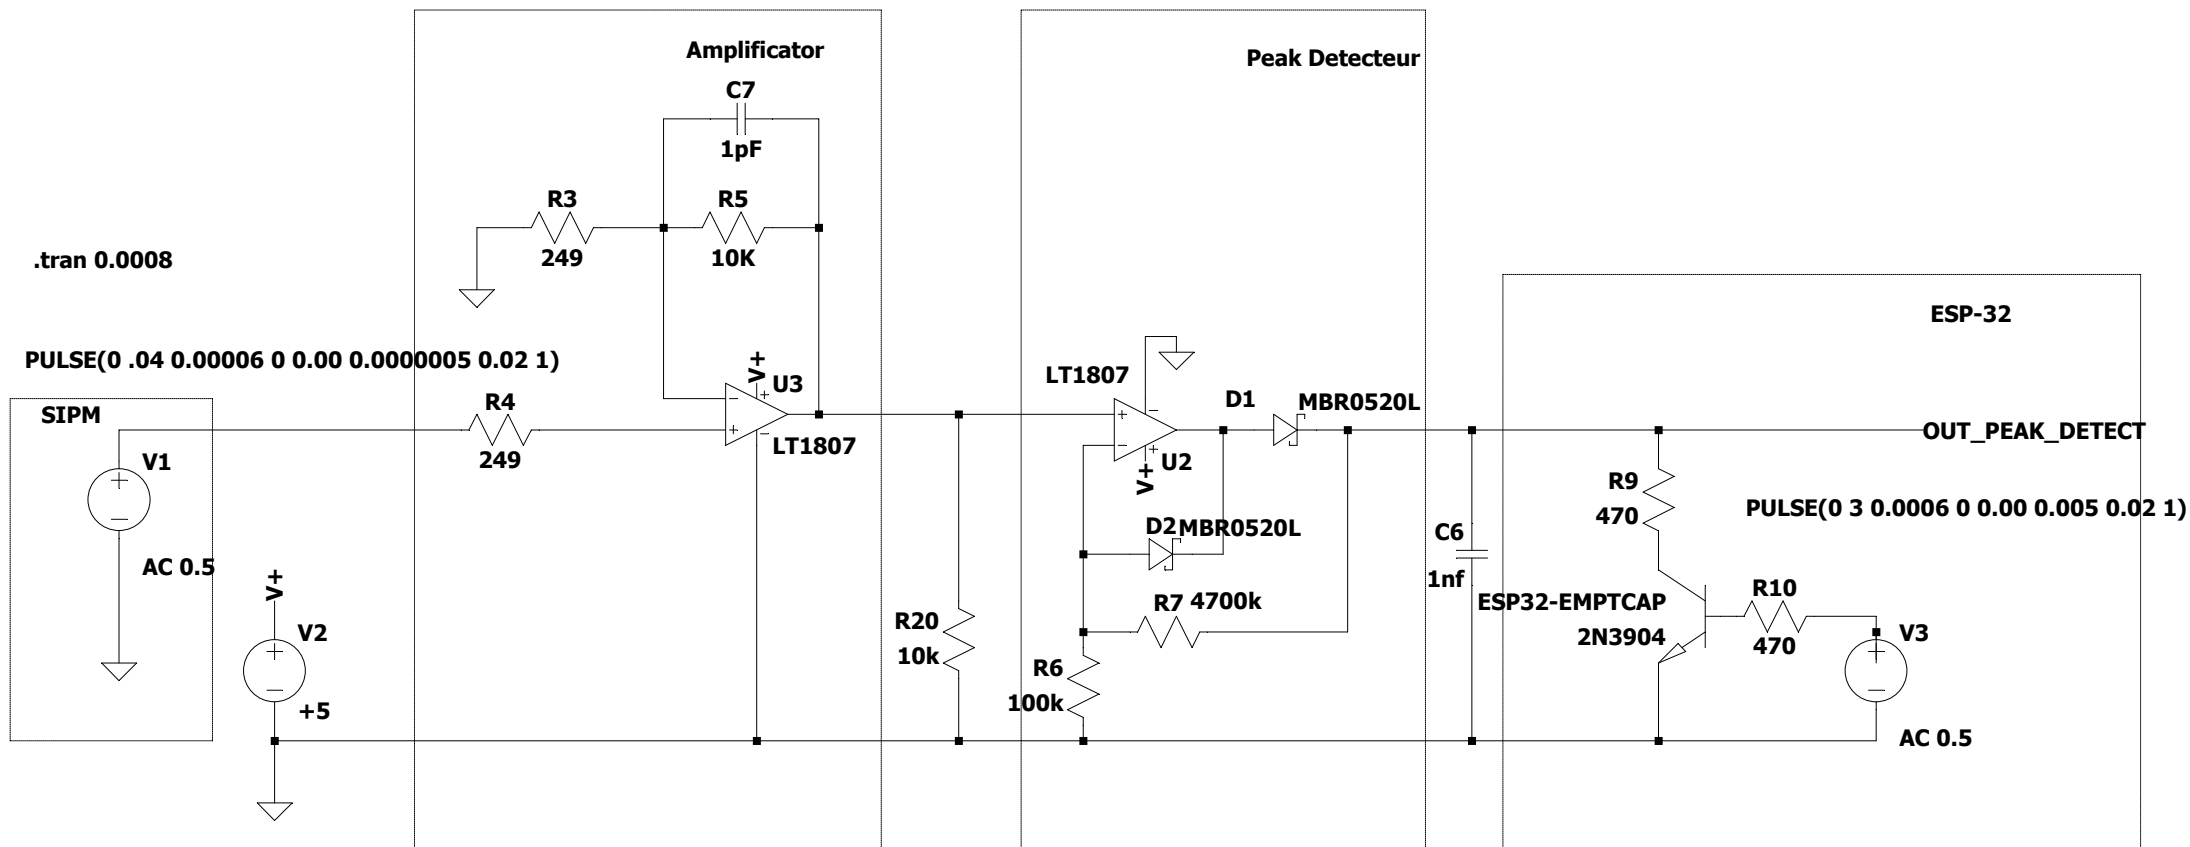 Amplificator
Peak Detecteur
C7
1pF
R3
249
R5
10K
.tran 0.0008
ESP-32
PULSE(0 .04 0.00006 0 0.00 0.0000005 0.02 1)
V+
U3
LT1807
SIPM
R4
249
LT1807
D1
MBR0520L
OUT_PEAK_DETECT
V1
U2
V+
R9
470
PULSE(0 3 0.0006 0 0.00 0.005 0.02 1)
D2
MBR0520L
C6
1nf
AC 0.5
V+
R7
4700k
ESP32-EMPTCAP
2N3904
R10
470
V3
V2
+5
R20
10k
R6
100k
AC 0.5